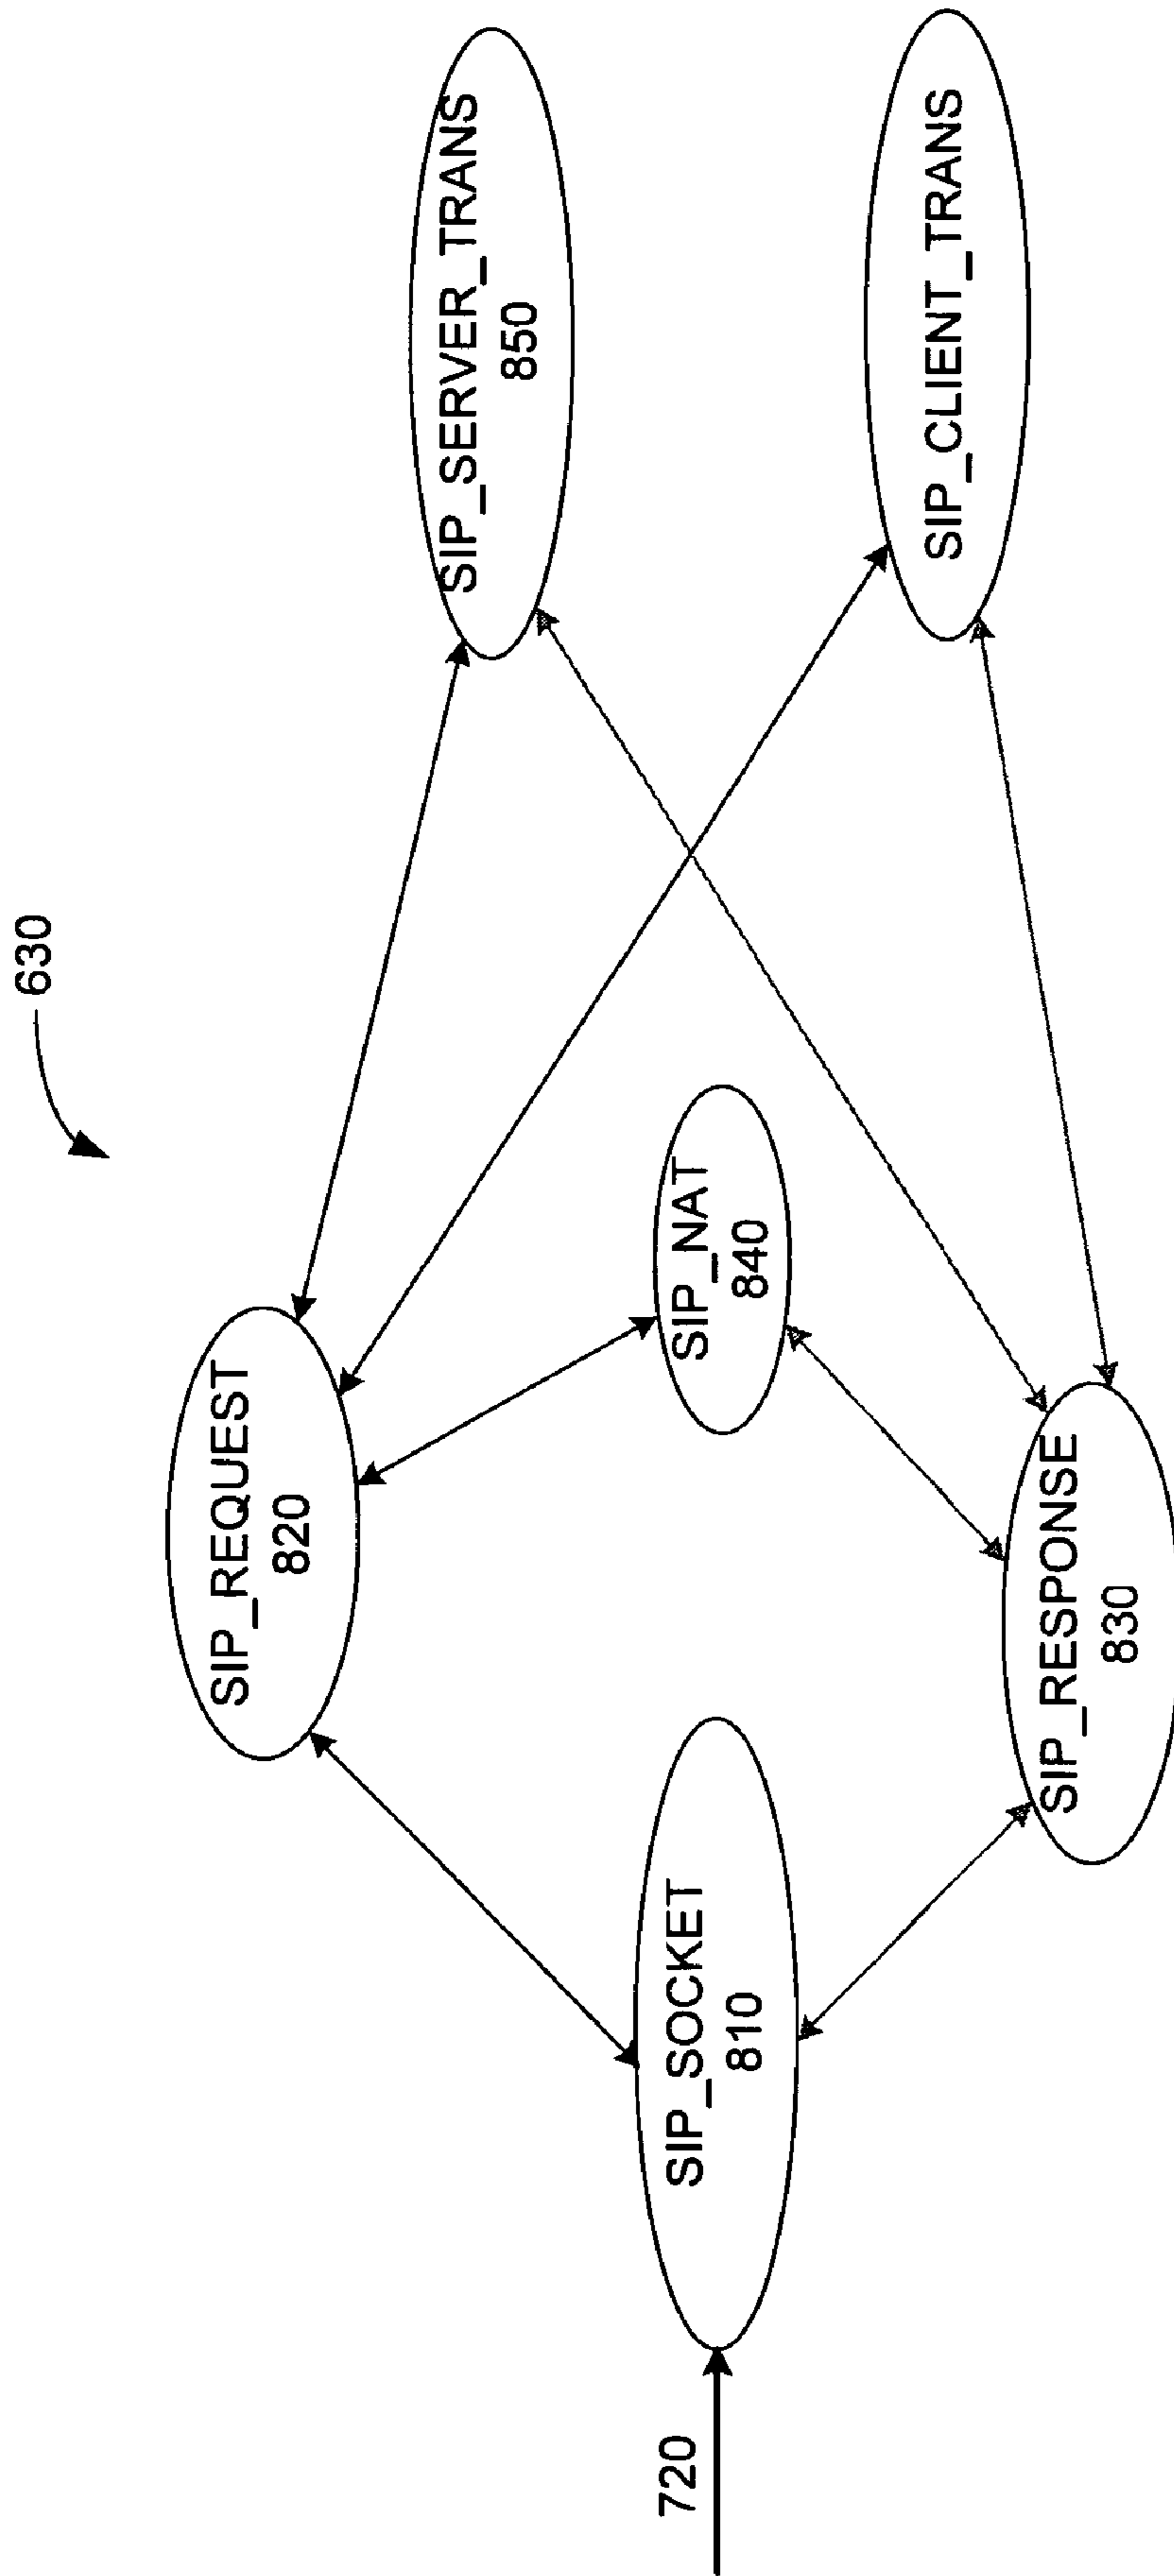 630
SIP_REQUEST
820
SIP_SERVER_TRANS
850
720
SIP_SOCKET
810
SIP_NAT
840
SIP_CLIENT_TRANS
SIP_RESPONSE
830